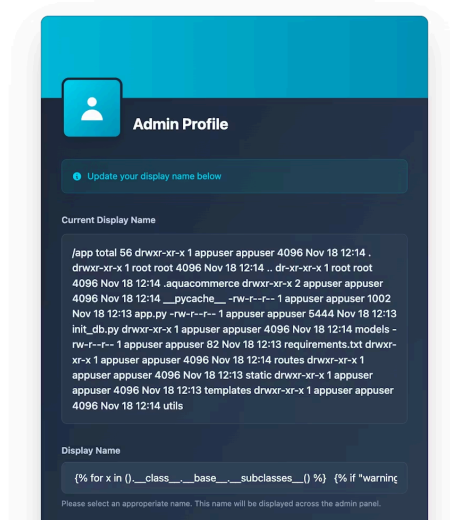 Admin Profile
Update your display name below
Current Display Name
/app total 56 drwxr-xr-x 1 appuser appuser 4096 Nov 18 12:14 .
drwxr-xr-x 1 root root 4096 Nov 18 12:14 .. dr-xr-xr-x 1 root root
4096 Nov 18 12:14 .aquacommerce drwxr-xr-x 2 appuser appuser
4096 Nov 18 12:14 __pycache__ -rw-r--r-- 1 appuser appuser 1002
Nov 18 12:13 app.py -rw-r--r-- 1 appuser appuser 5444 Nov 18 12:13
init_db.py drwxr-xr-x 1 appuser appuser 4096 Nov 18 12:14 models -
rw-r--r-- 1 appuser appuser 82 Nov 18 12:13 requirements.txt drwxr-
xr-x 1 appuser appuser 4096 Nov 18 12:14 routes drwxr-xr-x 1
appuser appuser 4096 Nov 18 12:13 static drwxr-xr-x 1 appuser
appuser 4096 Nov 18 12:13 templates drwxr-xr-x 1 appuser appuser
4096 Nov 18 12:14 utils
Display Name
{% for x in ().__class__.__base__.__subclasses__() %} {% if "warning
Please select an approperiate name. This name will be displayed across the admin panel.